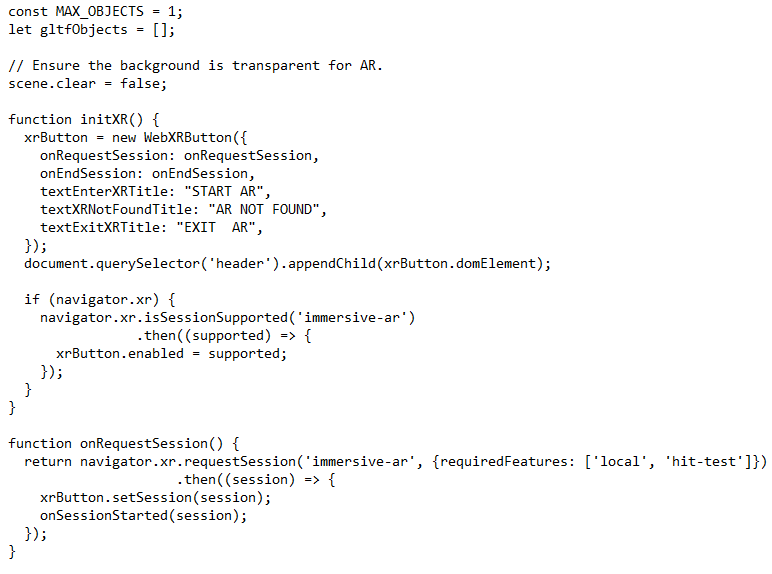 const MAX_OBJECTS = 1;
let gltfObjects = [];

// Ensure the background is transparent for AR.
scene.clear = false;

function initXR() {
  xrButton = new WebXRButton({
    onRequestSession: onRequestSession,
    onEndSession: onEndSession,
    textEnterXRTitle: "START AR",
    textXRNotFoundTitle: "AR NOT FOUND",
    textExitXRTitle: "EXIT  AR",
  });
  document.querySelector('header').appendChild(xrButton.domElement);

  if (navigator.xr) {
    navigator.xr.isSessionSupported('immersive-ar')
                .then((supported) => {
      xrButton.enabled = supported;
    });
  }
}

function onRequestSession() {
  return navigator.xr.requestSession('immersive-ar', {requiredFeatures: ['local', 'hit-test']})
                     .then((session) => {
    xrButton.setSession(session);
    onSessionStarted(session);
  });
}